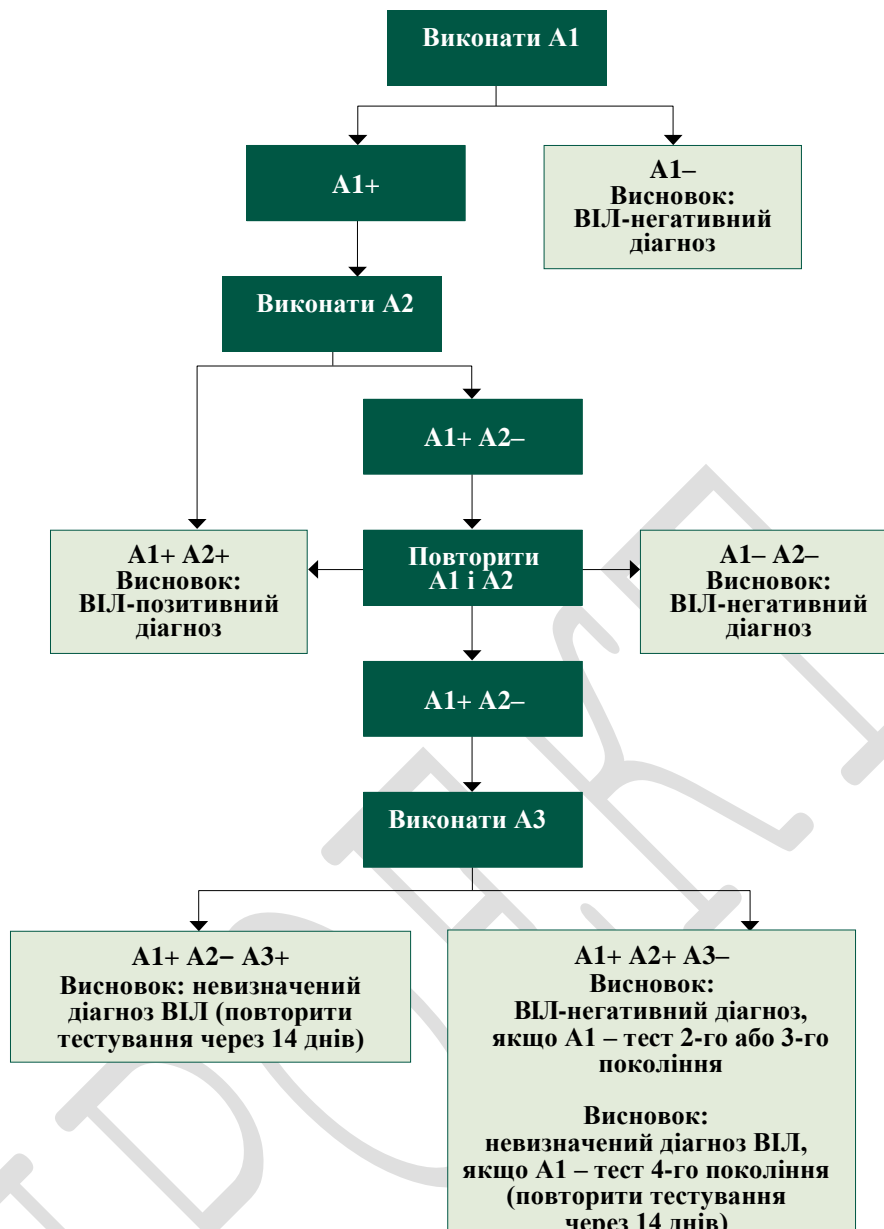 Виконати А1
А1+
А1–
Висновок:
ВІЛ-негативний
діагноз
Виконати А2
А1+ А2–
А1+ А2+
Висновок:
ВІЛ-позитивний
діагноз
Повторити
А1 і А2
А1– А2–
Висновок:
ВІЛ-негативний
діагноз
А1+ А2–
Виконати А3
А1+ А2− А3+
Висновок: невизначений
діагноз ВІЛ (повторити
тестування через 14 днів)
А1+ А2+ А3–
Висновок:
ВІЛ-негативний діагноз,
якщо А1 – тест 2-го або 3-го
покоління
Висновок:
невизначений діагноз ВІЛ,
якщо А1 – тест 4-го покоління
(повторити тестування
через 14 днів)